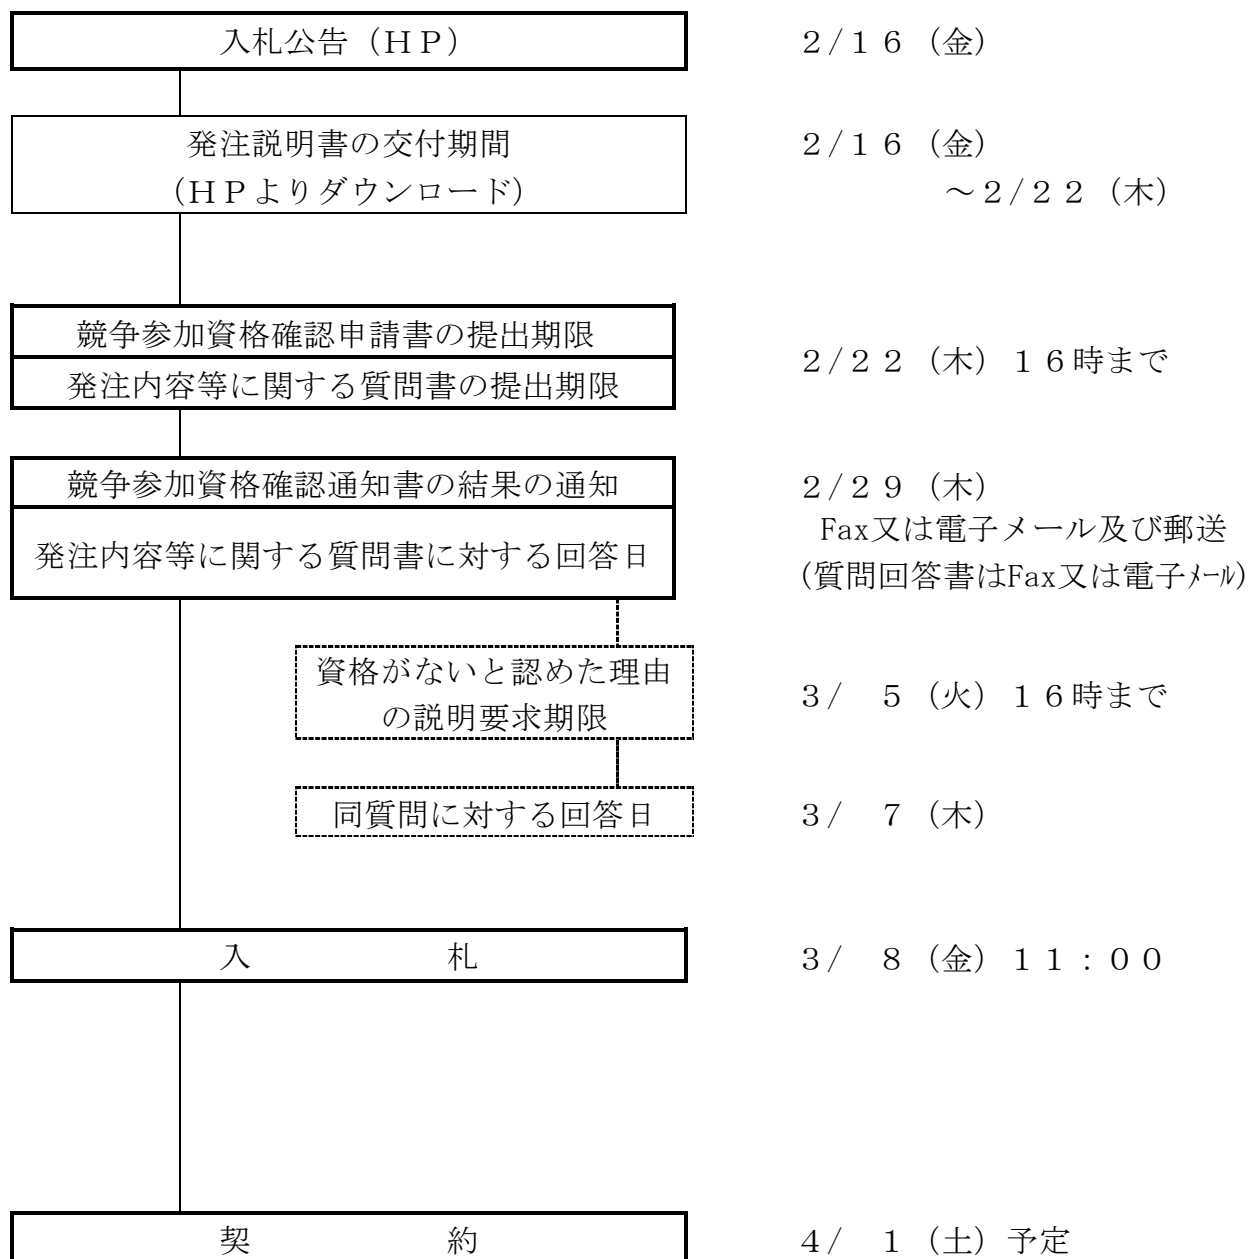 入札公告（ＨＰ） ２/１６（金）
発注説明書の交付期間 ２/１６（金）
（ＨＰよりダウンロード） ～２/２２（木）
競争参加資格確認申請書の提出期限
発注内容等に関する質問書の提出期限
２/２２（木）１６時まで
競争参加資格確認通知書の結果の通知 ２/２９（木）
発注内容等に関する質問書に対する回答日
Fax又は電子メール及び郵送
(質問回答書はFax又は電子ﾒｰﾙ)
資格がないと認めた理由
の説明要求期限
３/　５（火）１６時まで
同質問に対する回答日 ３/　７（木）
入　　　　　　札 ３/　８（金）１１：００
契　　　　　　約 ４/　１（土）予定